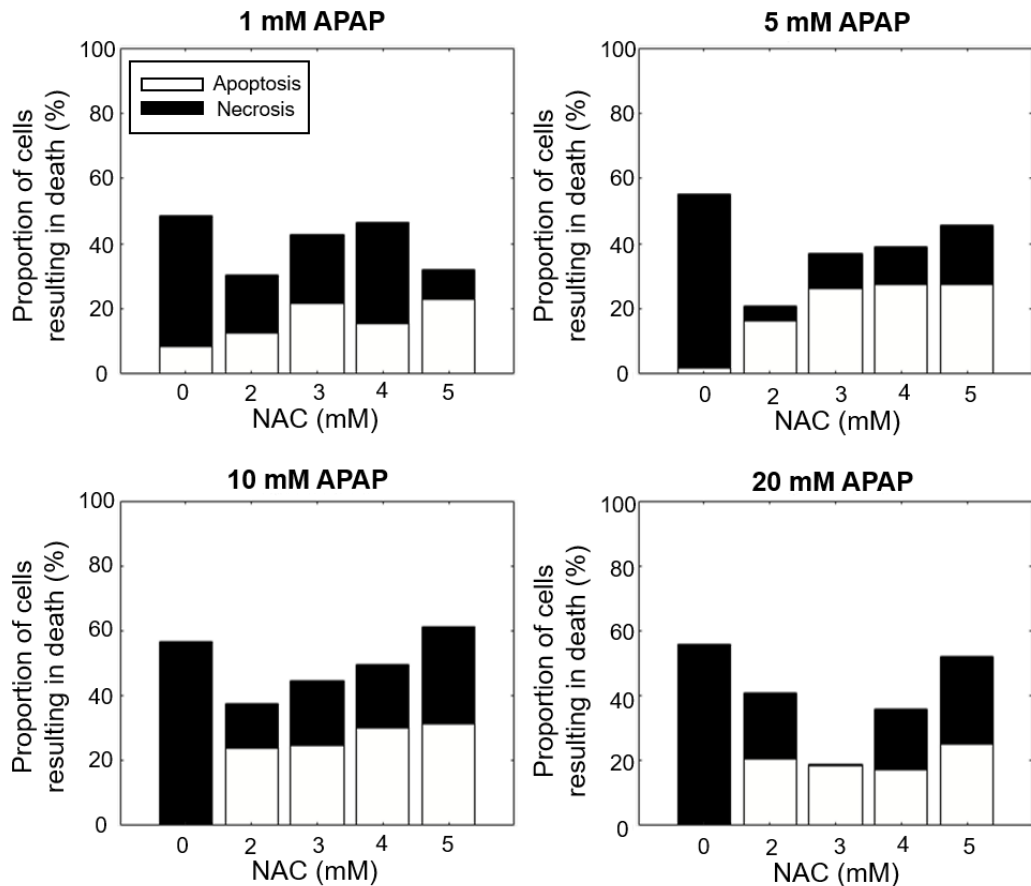 1 mM APAP
Proportion of cells
resulting in death (%)
100
80
60
40
20
0
Apoptosis
Necrosis
0 2 3 4 5
NAC (mM)
5 mM APAP
Proportion of cells
resulting in death (%)
100
80
60
40
20
0
0 2 3 4 5
NAC (mM)
10 mM APAP
Proportion of cells
resulting in death (%)
100
80
60
40
20
0
0 2 3 4 5
NAC (mM)
20 mM APAP
Proportion of cells
resulting in death (%)
100
80
60
40
20
0
0 2 3 4 5
NAC (mM)